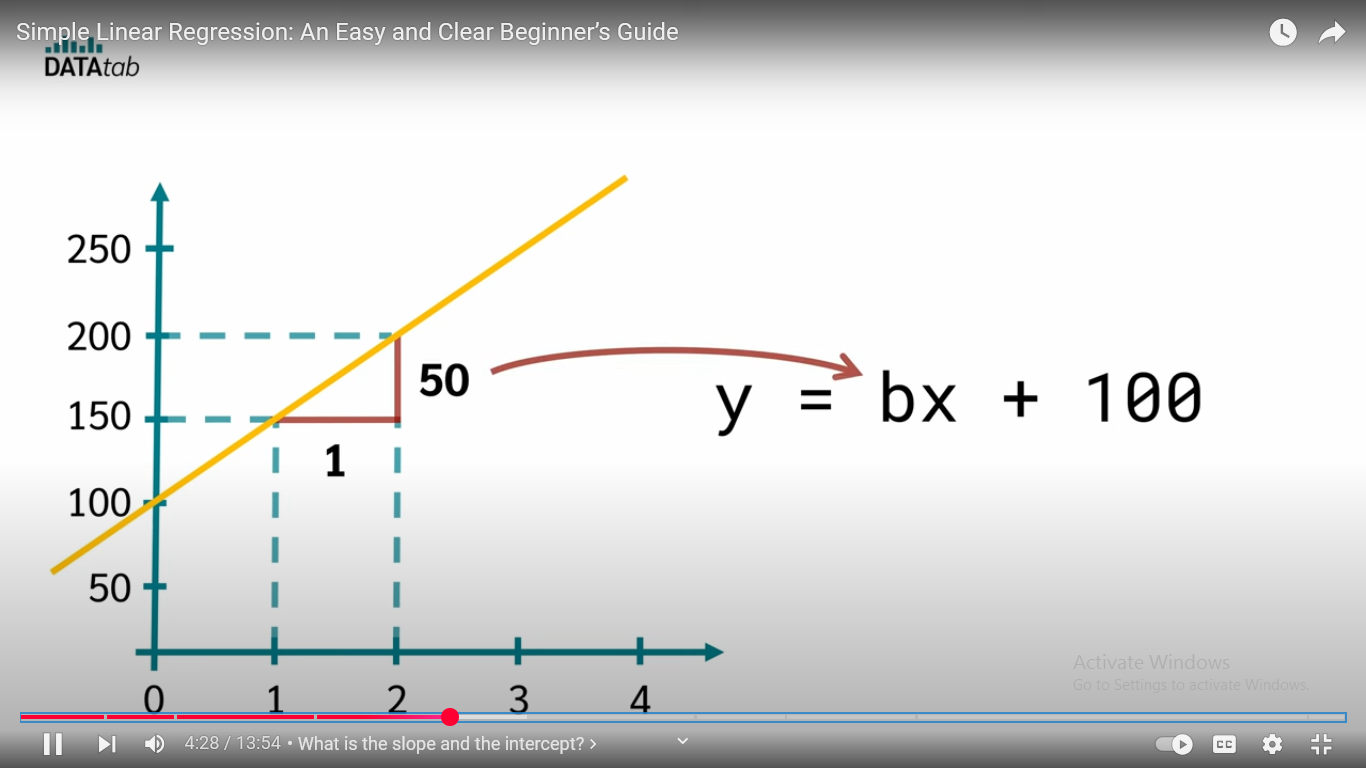 Simple Linear Regression: An Easy and Clear Beginner’s Guide
DATAtab
250
200
150
100
50
50
1
y = bx + 100
0 1 2 3 4
Activate Windows
Go to Settings to activate Windows.
4:28 / 13:54 • What is the slope and the intercept? ›
CC